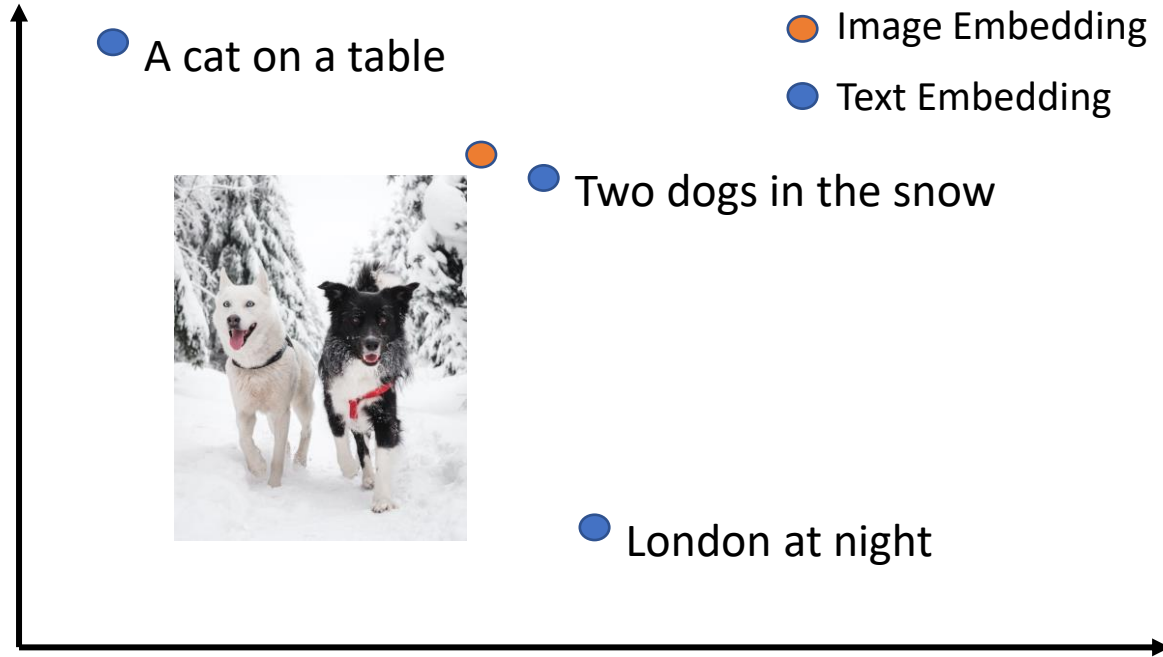 Image Embedding
A cat on a table
Text Embedding
Two dogs in the snow
London at night